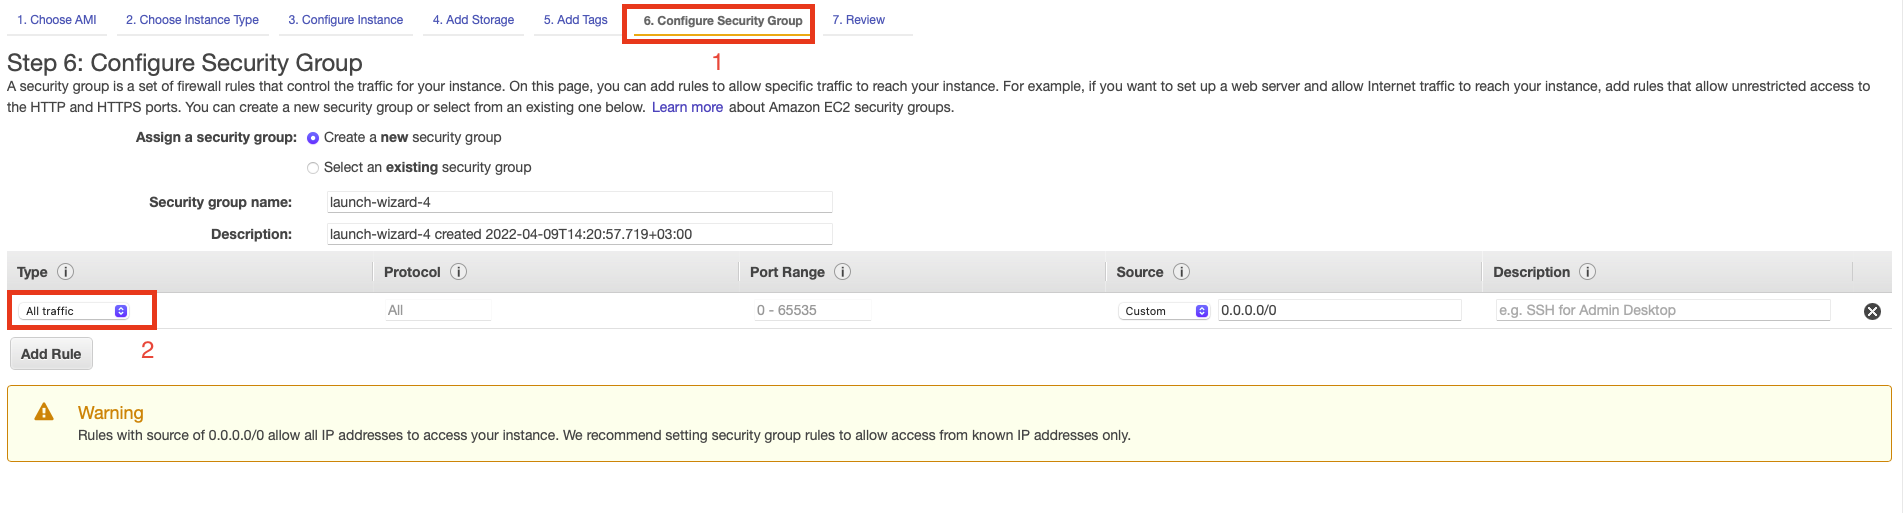 1. Choose AMI 2. Choose Instance Type 3. Configure Instance 4. Add Storage 5. Add Tags 6. Configure Security Group 7. Review
1
Step 6: Configure Security Group
A security group is a set of firewall rules that control the traffic for your instance. On this page, you can add rules to allow specific traffic to reach your instance. For example, if you want to set up a web server and allow Internet traffic to reach your instance, add rules that allow unrestricted access to
the HTTP and HTTPS ports. You can create a new security group or select from an existing one below. Learn more about Amazon EC2 security groups.
Assign a security group: Create a new security group
Select an existing security group
Security group name: launch-wizard-4
Description: launch-wizard-4 created 2022-04-09T14:20:57.719+03:00
Type i Protocol i Port Range i Source i Description i
All traffic All 0 - 65535 Custom 0.0.0.0/0 e.g. SSH for Admin Desktop
Add Rule 2
Warning
Rules with source of 0.0.0.0/0 allow all IP addresses to access your instance. We recommend setting security group rules to allow access from known IP addresses only.